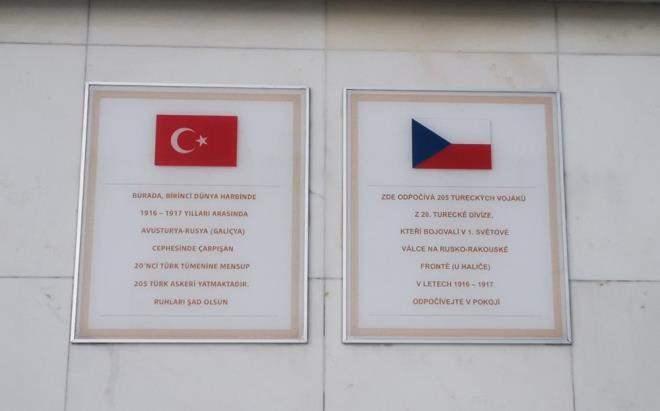 BURADA, BİRİNCİ DÜNYA HARBİNDE
1916 – 1917 YILLARI ARASINDA
AVUSTURYA-RUSYA (GALİÇYA)
CEPHESİNDE ÇARPIŞAN
20'NCİ TÜRK TÜMENİNE MENSUP
205 TÜRK ASKERİ YATMAKTADIR.
RUHLARI ŞAD OLSUN
ZDE ODPOČÍVÁ 205 TURECKÝCH VOJÁKŮ
Z 20. TURECKÉ DIVIZE,
KTEŘÍ BOJOVALI V 1. SVĚTOVÉ
VÁLCE NA RUSKO-RAKOUSKÉ
FRONTĚ (U HALIČE)
V LETECH 1916 – 1917
ODPOČÍVEJTE V POKOJI